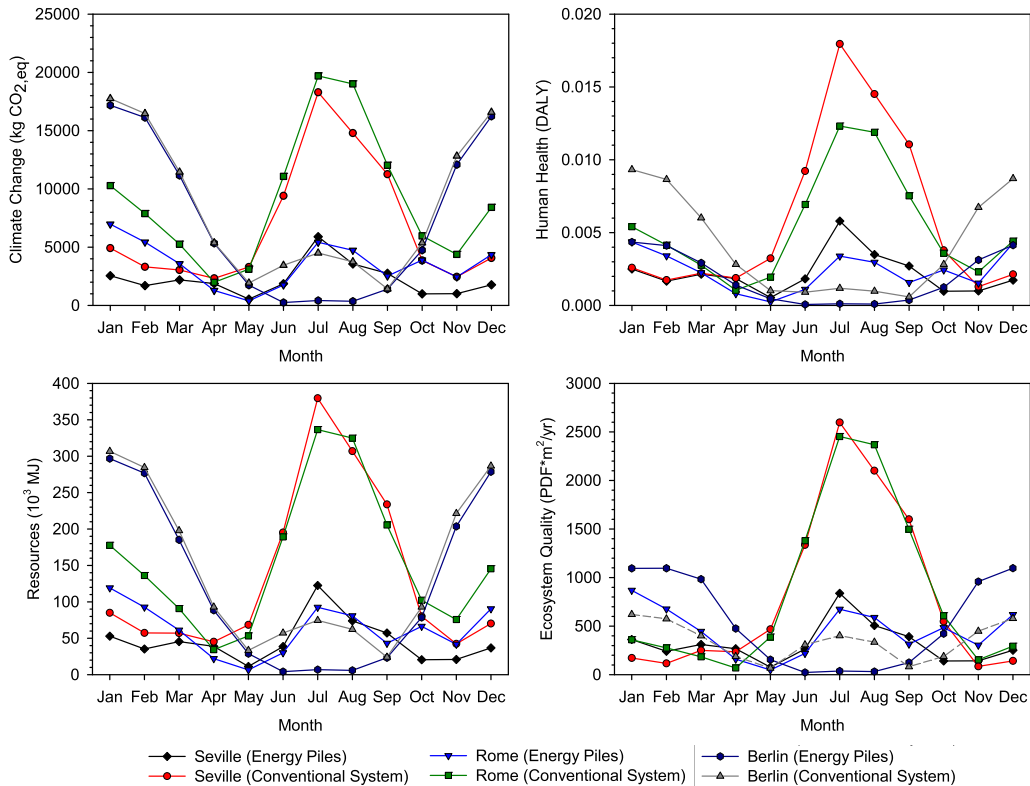 25000
20000
15000
10000
5000
0
Climate Change (kg CO2,eq)
Jan Feb Mar Apr May Jun Jul Aug Sep Oct Nov Dec
Month
0.020
0.015
0.010
0.005
0.000
Human Health (DALY)
Jan Feb Mar Apr May Jun Jul Aug Sep Oct Nov Dec
Month
400
350
300
250
200
150
100
50
0
Resources (10³ MJ)
Jan Feb Mar Apr May Jun Jul Aug Sep Oct Nov Dec
Month
3000
2500
2000
1500
1000
500
0
Ecosystem Quality (PDF*m²/yr)
Jan Feb Mar Apr May Jun Jul Aug Sep Oct Nov Dec
Month
Seville (Energy Piles)
Seville (Conventional System)
Rome (Energy Piles)
Rome (Conventional System)
Berlin (Energy Piles)
Berlin (Conventional System)